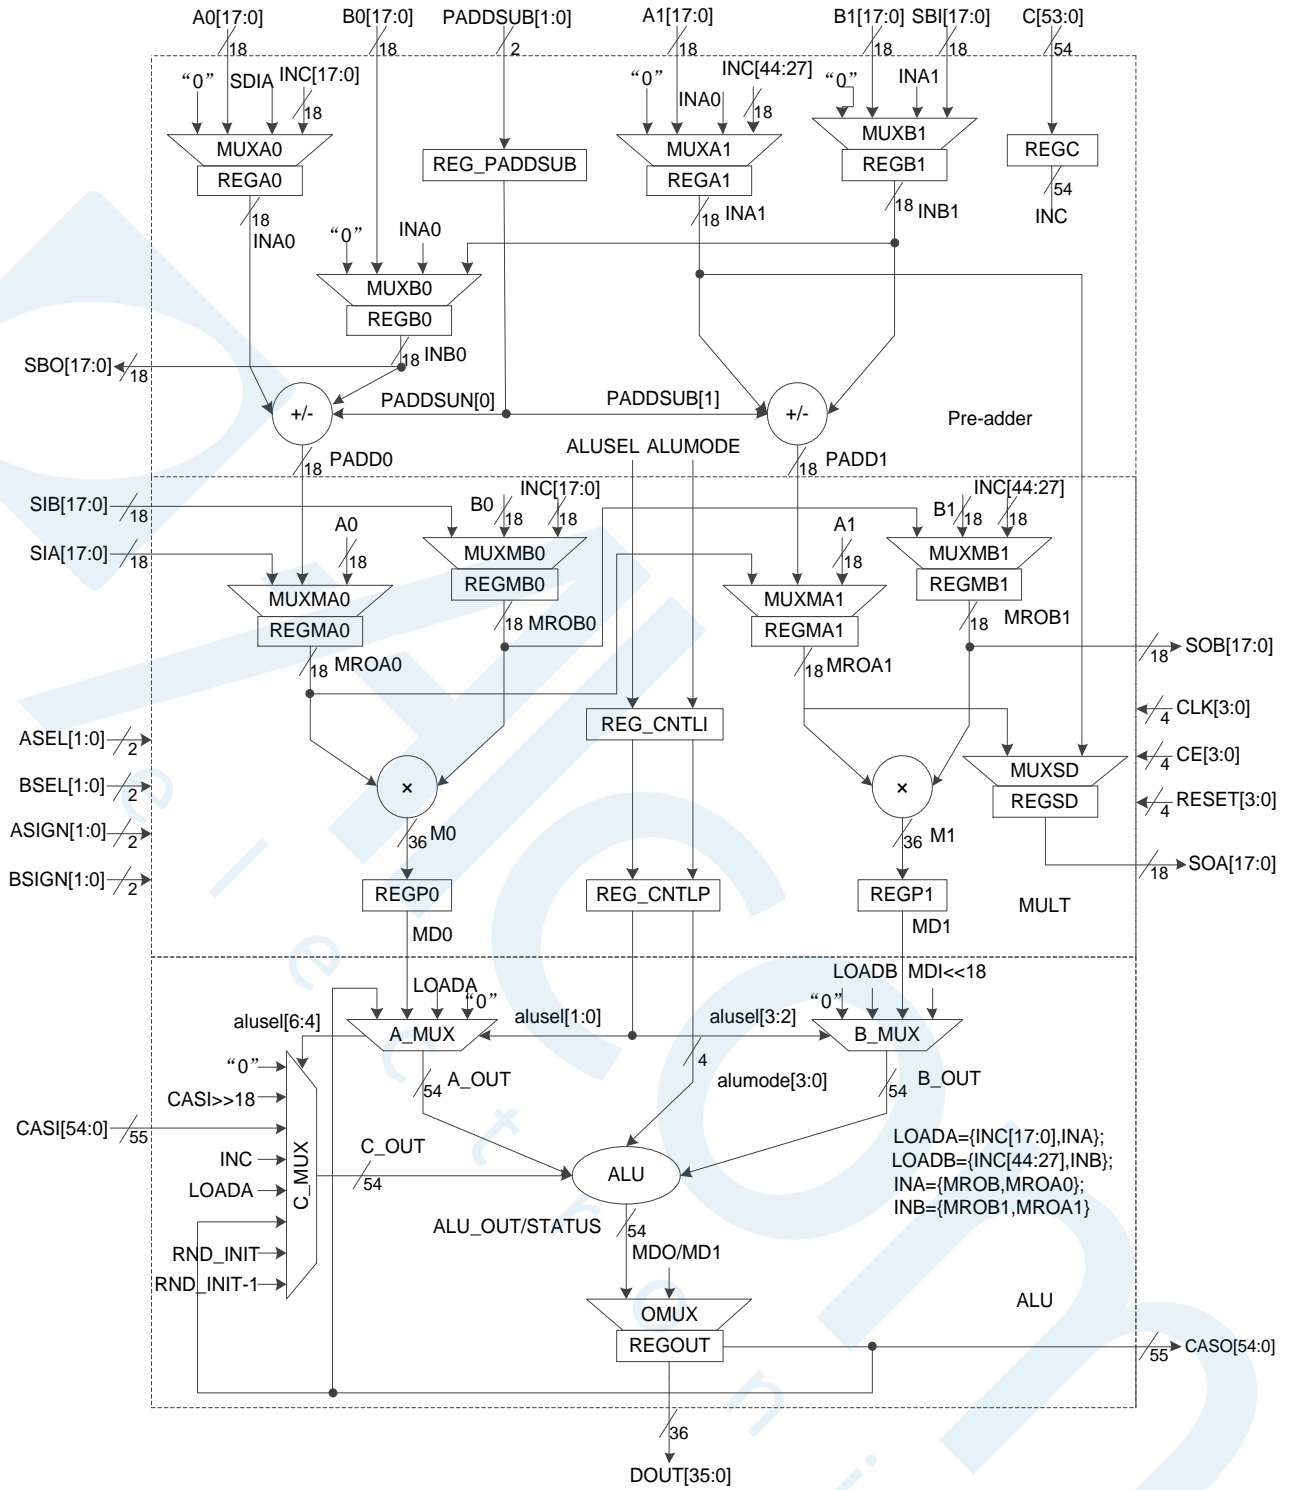 A0[17:0] B0[17:0] PADDSUB[1:0] A1[17:0] B1[17:0] SBI[17:0] C[53:0]
18 18 2 18 18 18 54
“0” SDIA INC[17:0] “0” INC[44:27] “0” INA1
18 INA0 18
MUXA0 MUXA1 MUXB1 REGC
REGA0 REG_PADDSUB REGA1 REGB1
18 18 INA1 18 INB1 54
INA0 INC
“0” INA0
MUXB0
REGB0
18 INB0
SBO[17:0] 18
PADDSUN[0] PADDSUB[1]
+/- +/-
Pre-adder
ALUSEL ALUMODE
18 PADD0 18 PADD1
SIB[17:0] 18 B0 18 INC[17:0] 18 B1 18 INC[44:27] 18
SIA[17:0] 18 A0 18 A1 18
MUXMB0 MUXMB1
REGMB0 REGMB1
MUXMA0 MUXMA1
REGMA0 REGMA1
18 MROB0 18 MROB1
18 MROA0 18 MROA1
18 SOB[17:0]
4 CLK[3:0]
REG_CNTLI
ASEL[1:0] 2
4 CE[3:0]
MUXSD
REGSD
BSEL[1:0] 2
× ×
4 RESET[3:0]
ASIGN[1:0] 2
36 M0 36 M1
18 SOA[17:0]
BSIGN[1:0] 2
REGP0 REG_CNTLP REGP1
MULT
MD0 MD1
LOADA “0” LOADB MDI<<18
“0”
alusel[6:4] alusel[1:0] alusel[3:2]
A_MUX B_MUX
“0” 4
54 A_OUT alumode[3:0] 54 B_OUT
CASI>>18
CASI[54:0] 55
C_MUX
INC
C_OUT
54
LOADA
ALU
LOADA={INC[17:0],INA};
LOADB={INC[44:27],INB};
INA={MROB,MROA0};
INB={MROB1,MROA1}
ALU_OUT/STATUS 54
RND_INIT
MDO/MD1
RND_INIT-1
OMUX
ALU
REGOUT
55 CASO[54:0]
36
DOUT[35:0]